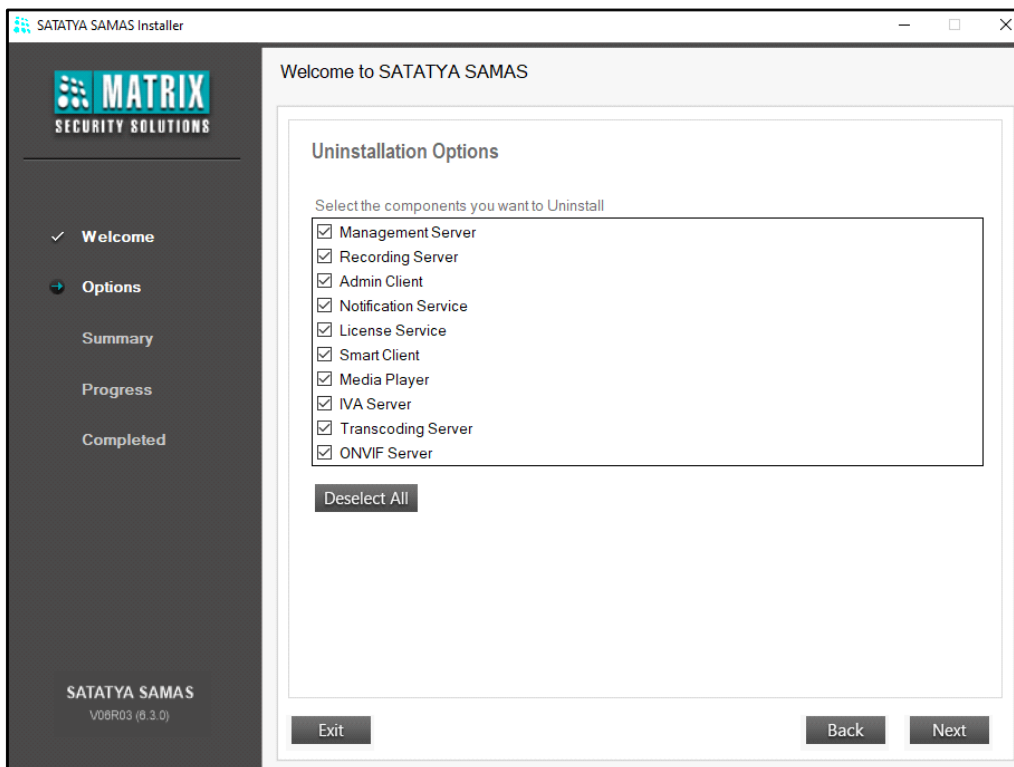 SATATYA SAMAS Installer
MATRIX
SECURITY SOLUTIONS
Welcome
Options
Summary
Progress
Completed
SATATYA SAMAS
V06R03 (6.3.0)
Welcome to SATATYA SAMAS
Uninstallation Options
Select the components you want to Uninstall
Management Server
Recording Server
Admin Client
Notification Service
License Service
Smart Client
Media Player
IVA Server
Transcoding Server
ONVIF Server
Deselect All
Exit
Back
Next